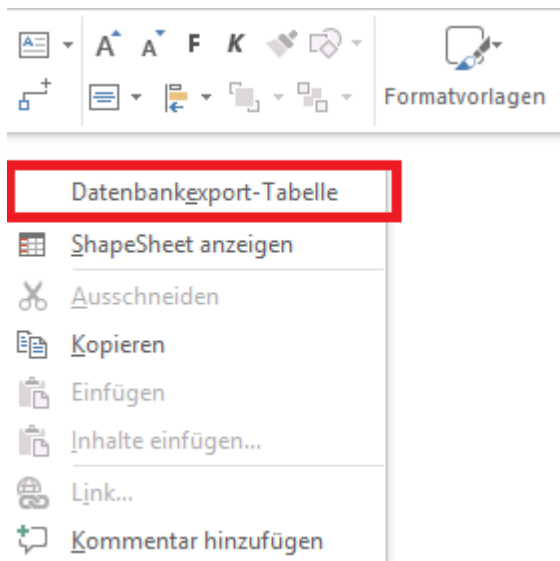 A A F K
Formatvorlagen
Datenbankexport-Tabelle
ShapeSheet anzeigen
Ausschneiden
Kopieren
Einfügen
Inhalte einfügen...
Link...
Kommentar hinzufügen